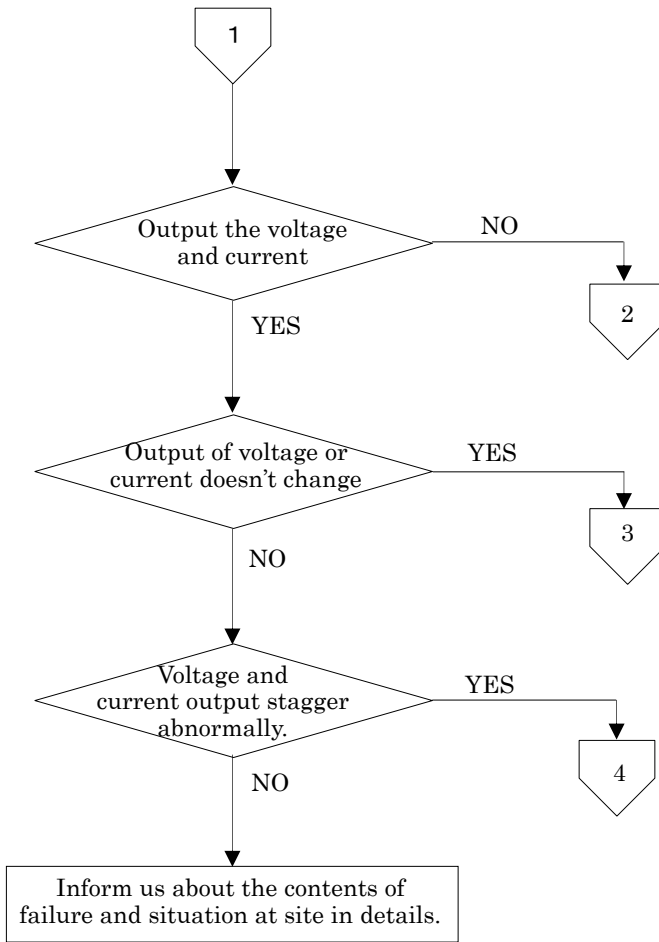 1
Output the voltage
and current
NO
2
YES
Output of voltage or
current doesn't change
YES
3
NO
Voltage and
current output stagger
abnormally.
YES
4
NO
Inform us about the contents of
failure and situation at site in details.